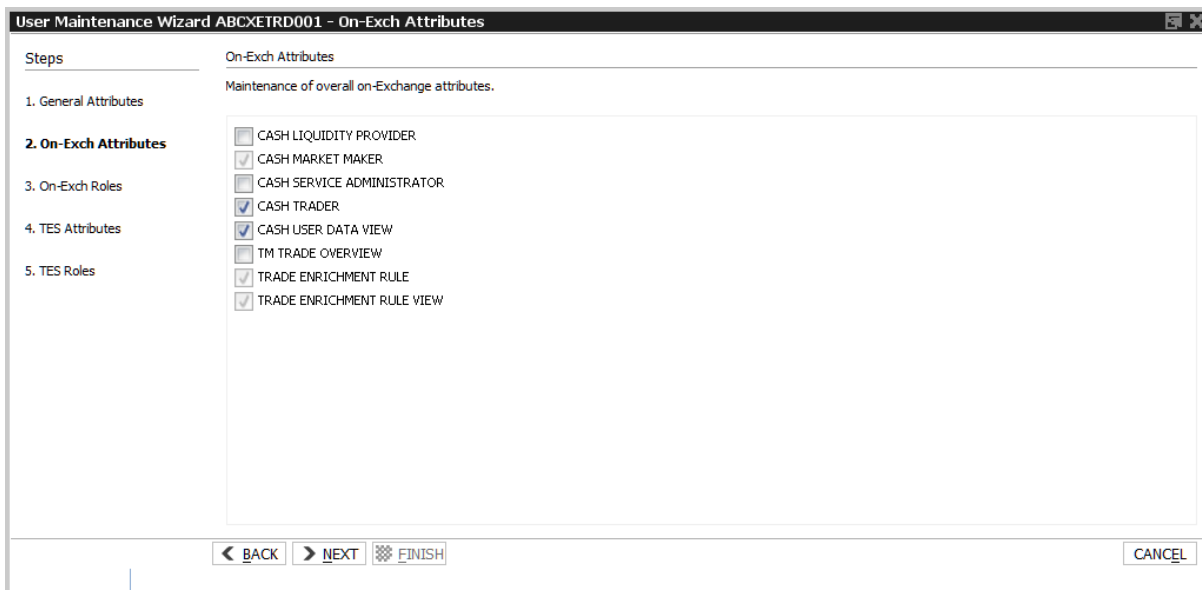 User Maintenance Wizard ABCXETRD001 - On-Exch Attributes
Steps
1. General Attributes
2. On-Exch Attributes
3. On-Exch Roles
4. TES Attributes
5. TES Roles
On-Exch Attributes
Maintenance of overall on-Exchange attributes.
CASH LIQUIDITY PROVIDER
CASH MARKET MAKER
CASH SERVICE ADMINISTRATOR
CASH TRADER
CASH USER DATA VIEW
TM TRADE OVERVIEW
TRADE ENRICHMENT RULE
TRADE ENRICHMENT RULE VIEW
BACK NEXT FINISH CANCEL